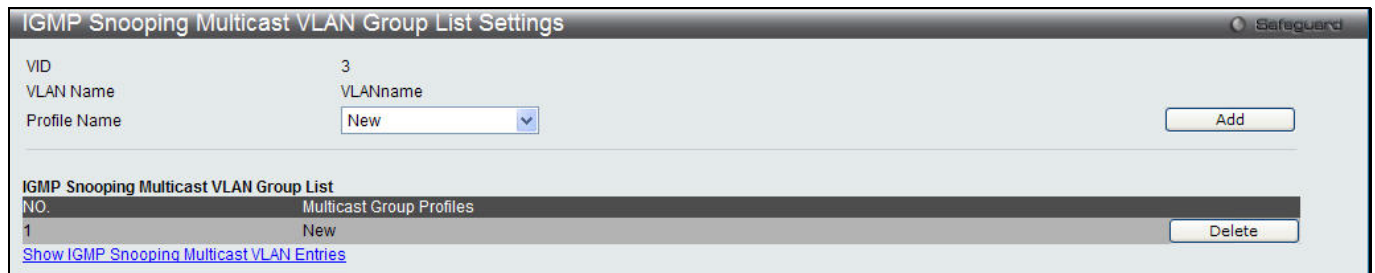 IGMP Snooping Multicast VLAN Group List Settings
Safeguard
VID 3
VLAN Name VLANname
Profile Name New Add
IGMP Snooping Multicast VLAN Group List
NO. Multicast Group Profiles
1 New Delete
Show IGMP Snooping Multicast VLAN Entries